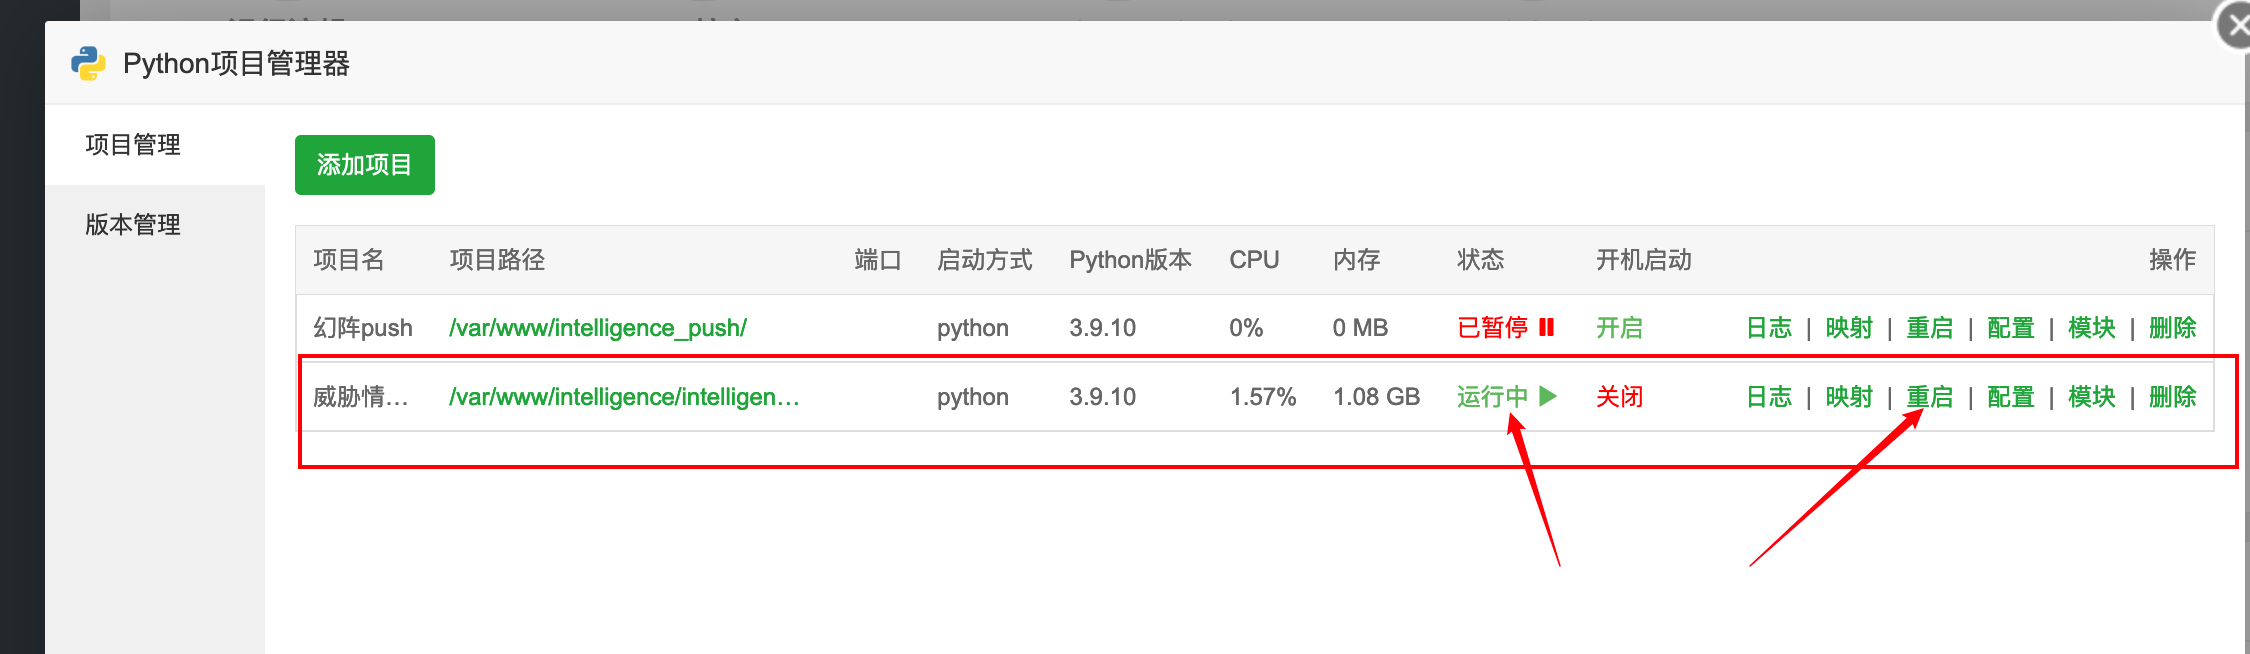 Python项目管理器
项目管理
版本管理
添加项目
项目名 项目路径 端口 启动方式 Python版本 CPU 内存 状态 开机启动 操作
幻阵push /var/www/intelligence_push/ python 3.9.10 0% 0 MB 已暂停 开启 日志 | 映射 | 重启 | 配置 | 模块 | 删除
威胁情... /var/www/intelligence/intelligen... python 3.9.10 1.57% 1.08 GB 运行中 关闭 日志 | 映射 | 重启 | 配置 | 模块 | 删除